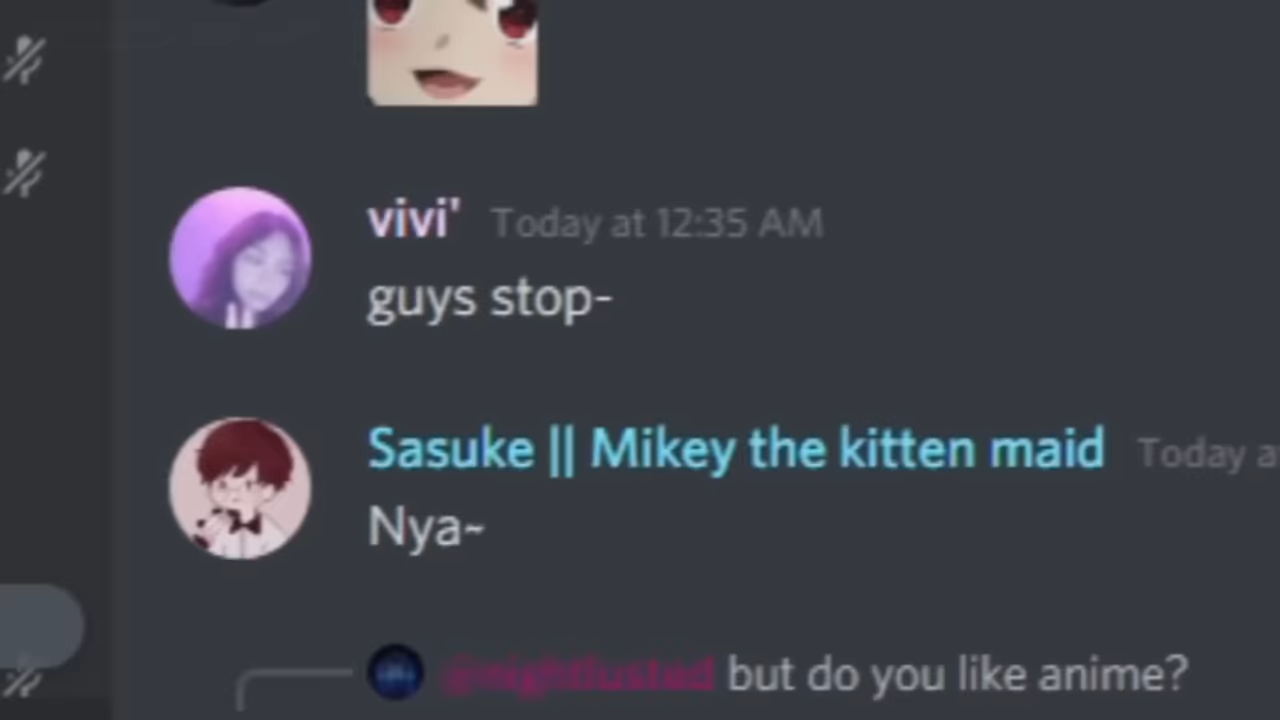 vivi' Today at 12:35 AM
guys stop-
Sasuke || Mikey the kitten maid Today a
Nya~
but do you like anime?